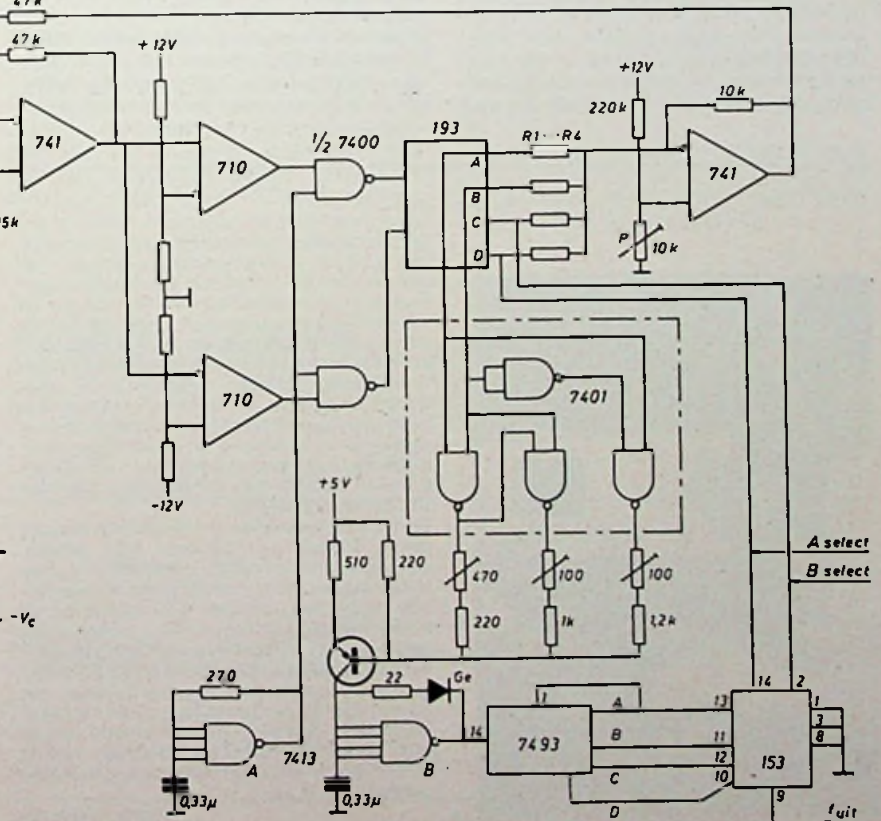 47k
47k
+12V
+12V
220k
10k
1/2 7400
193
R1...R4
741
710
A
B
C
D
741
P
10k
5k
710
7401
-12V
+5V
510
220
470
100
100
A select
B select
-Vc
220
1k
1,2k
270
22
Ge
14
2
1
A
13
1
3
8
7413
A
B
14
7493
B
11
12
C
10
153
0,33µ
0,33µ
D
9
fuit